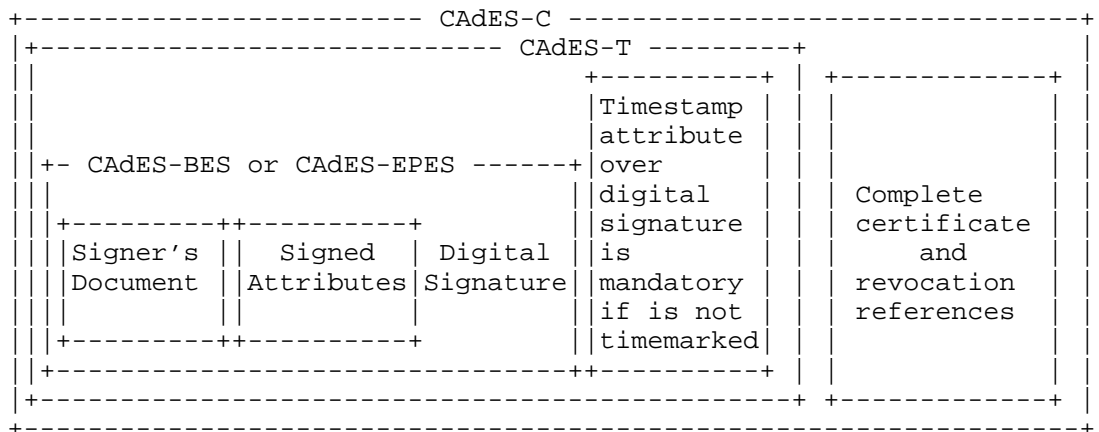 CAdES-C
CAdES-T
Timestamp
attribute
CAdES-BES or CAdES-EPES over
digital Complete
signature certificate
Signer's Signed Digital is and
Document Attributes Signature mandatory revocation
if is not references
timemarked